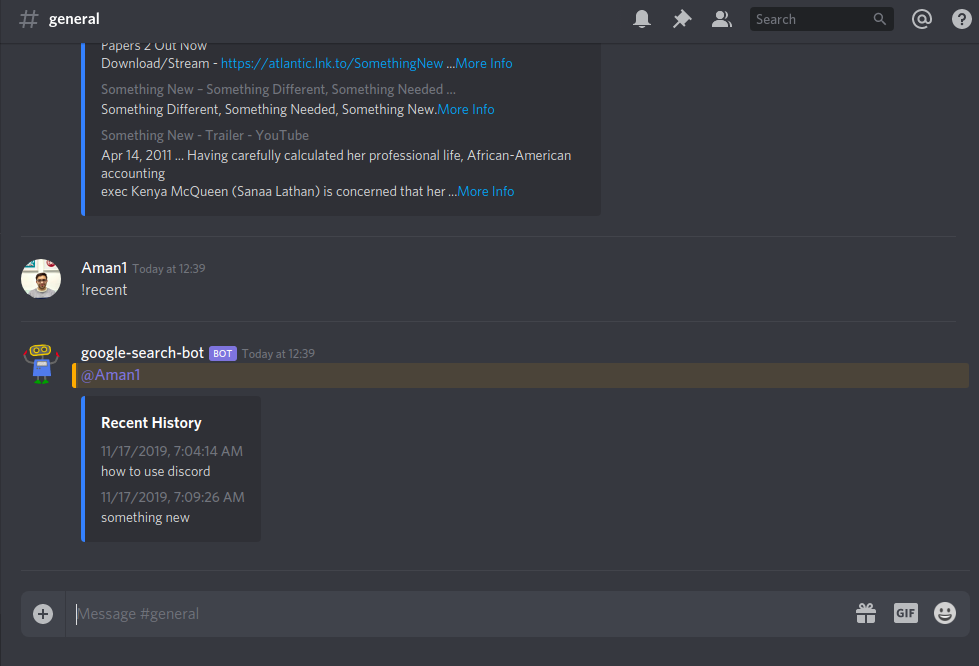 general
Search
Papers 2 Out Now
Download/Stream - https://atlantic.lnk.to/SomethingNew ...More Info
Something New – Something Different, Something Needed ...
Something Different, Something Needed, Something New.More Info
Something New - Trailer - YouTube
Apr 14, 2011 ... Having carefully calculated her professional life, African-American
accounting
exec Kenya McQueen (Sanaa Lathan) is concerned that her ...More Info
Aman1 Today at 12:39
!recent
google-search-bot BOT Today at 12:39
@Aman1
Recent History
11/17/2019, 7:04:14 AM
how to use discord
11/17/2019, 7:09:26 AM
something new
Message #general
GIF